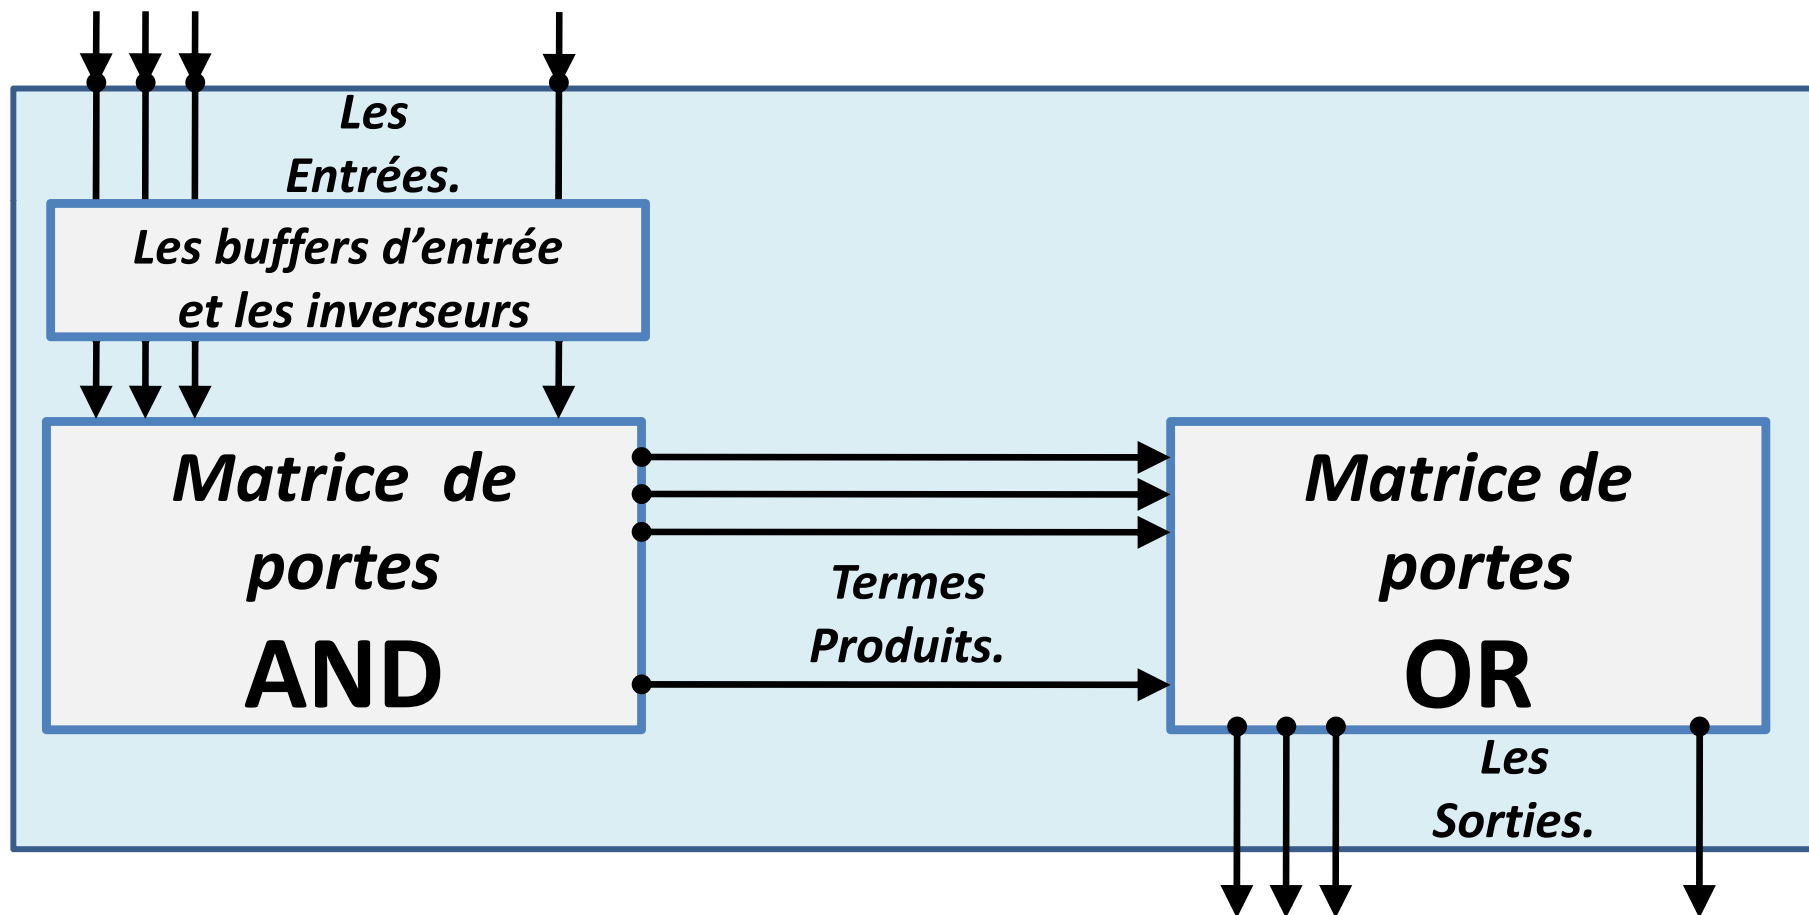 Les
Entrées.
Les buffers d’entrée
et les inverseurs
Matrice de
portes
AND
Termes
Produits.
Matrice de
portes
OR
Les
Sorties.